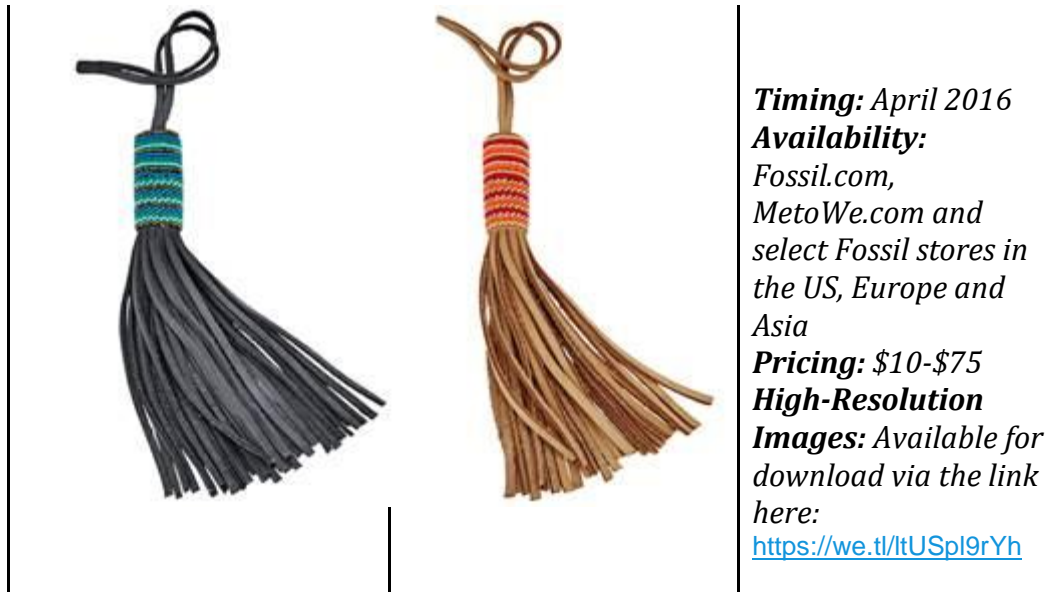 Timing: April 2016
Availability:
Fossil.com,
MetoWe.com and
select Fossil stores in
the US, Europe and
Asia
Pricing: $10-$75
High-Resolution
Images: Available for
download via the link
here:
https://we.tl/ltUSpl9rYh